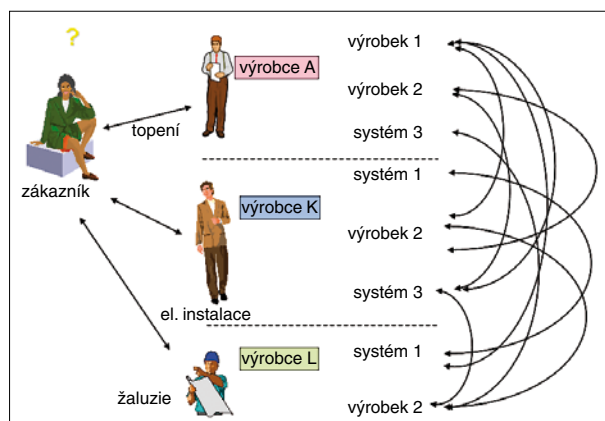 ?
výrobek 1
výrobce A
výrobek 2
topení
systém 3
systém 1
zákazník
výrobce K
výrobek 2
systém 3
el. instalace
systém 1
výrobce L
žaluzie
výrobek 2